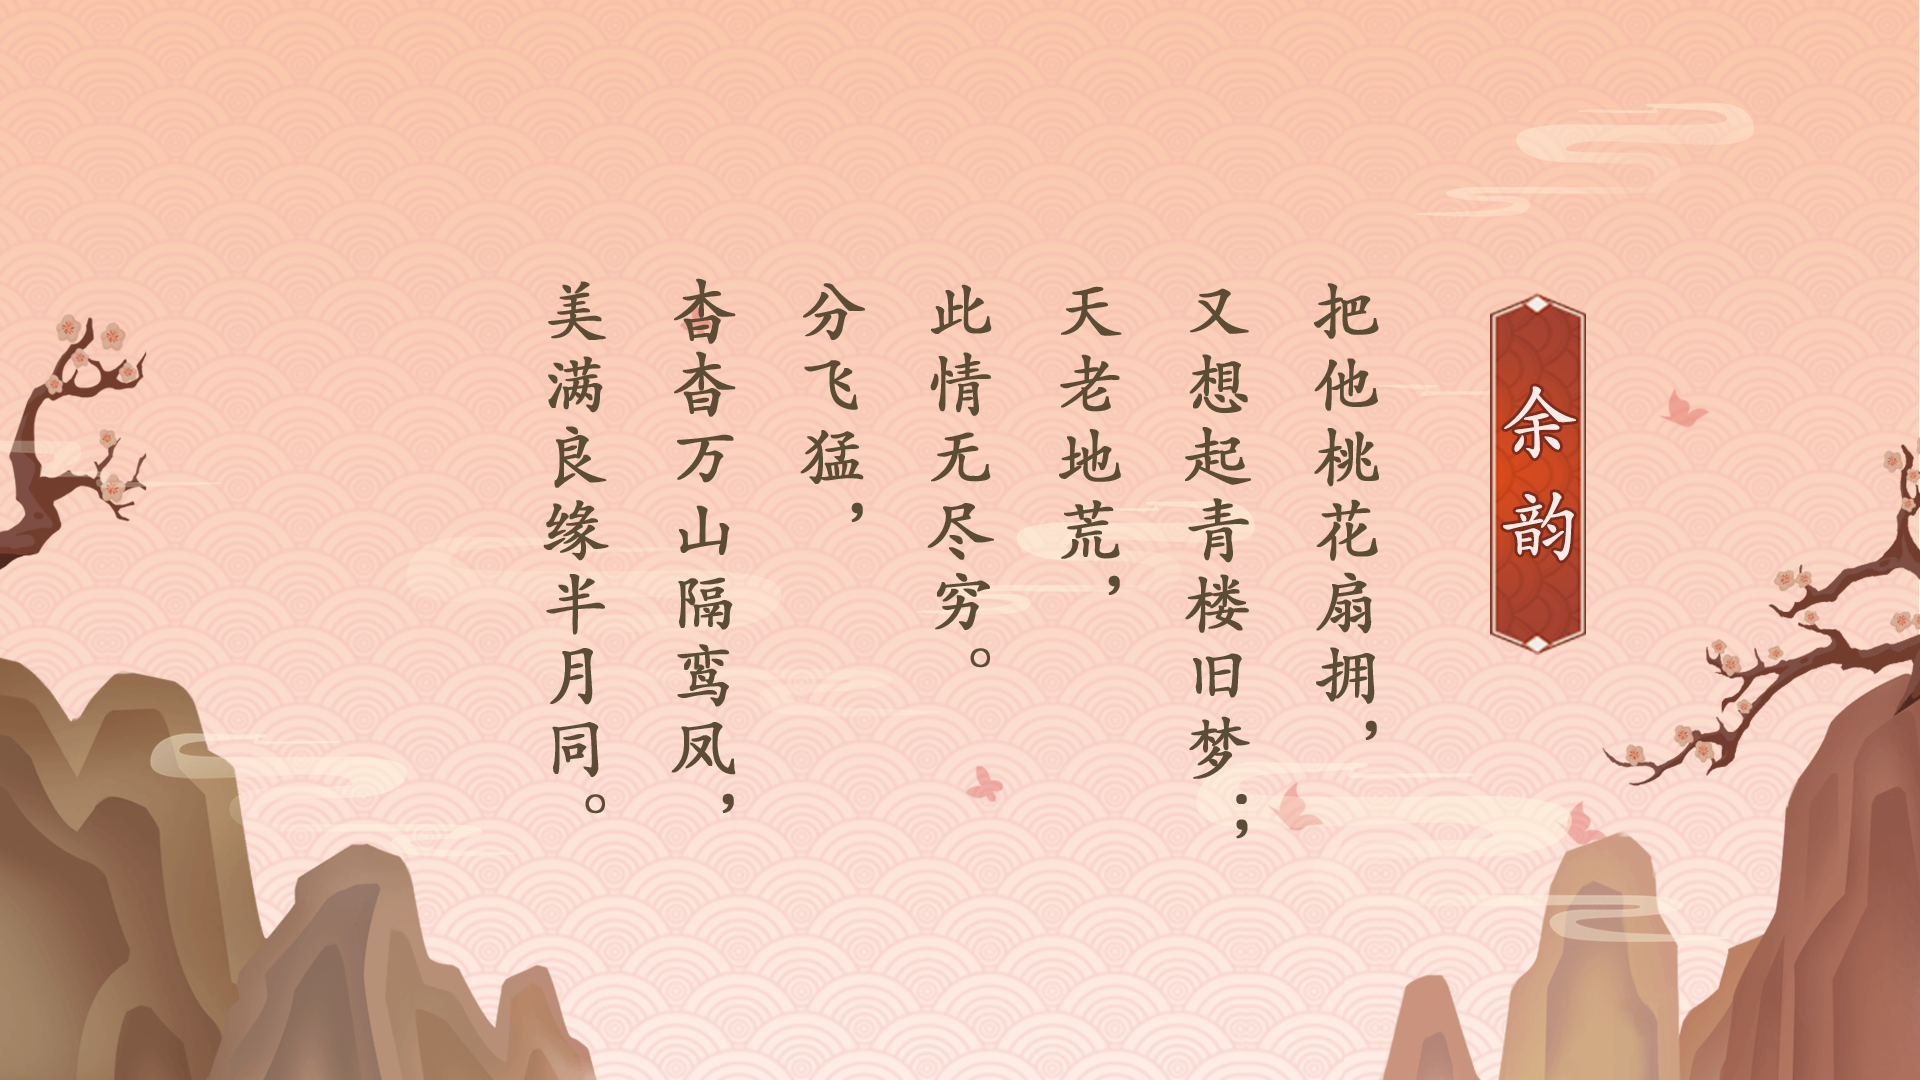 余韵
把他桃花扇拥，
又想起青楼旧梦；
天老地荒，
此情无尽穷。
分飞猛，
杳杳万山隔鸾凤，
美满良缘半月同。